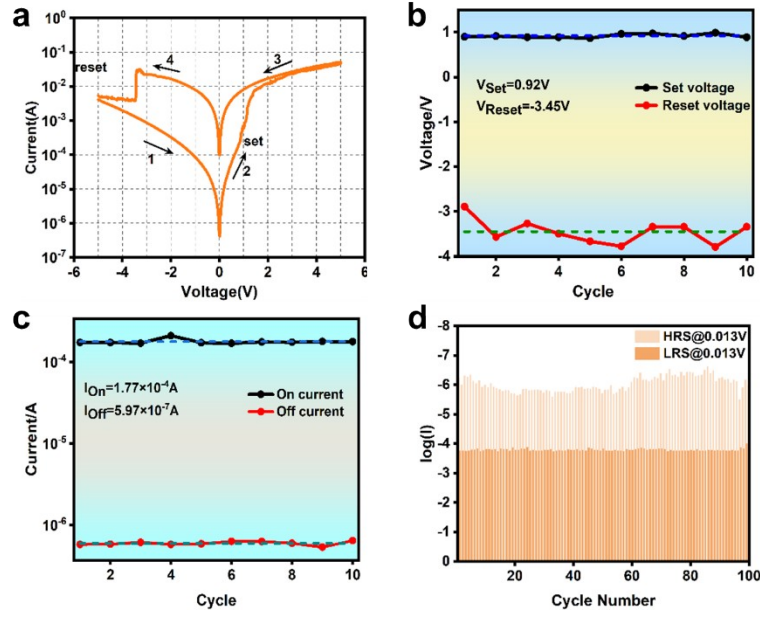 a
10¹
10⁰
10⁻¹
10⁻²
10⁻³
10⁻⁴
10⁻⁵
10⁻⁶
10⁻⁷
Current(A)
reset
4
3
1
set
2
-6
-4
-2
0
2
4
6
Voltage(V)
b
1
0
-1
-2
-3
-4
Voltage/V
V_Set=0.92V
V_Reset=-3.45V
Set voltage
Reset voltage
2
4
6
8
10
Cycle
c
10⁻⁴
10⁻⁵
10⁻⁶
Current/A
I_On=1.77×10⁻⁴A
I_Off=5.97×10⁻⁷A
On current
Off current
2
4
6
8
10
Cycle
d
-8
-7
-6
-5
-4
-3
-2
-1
0
log(I)
HRS@0.013V
LRS@0.013V
20
40
60
80
100
Cycle Number